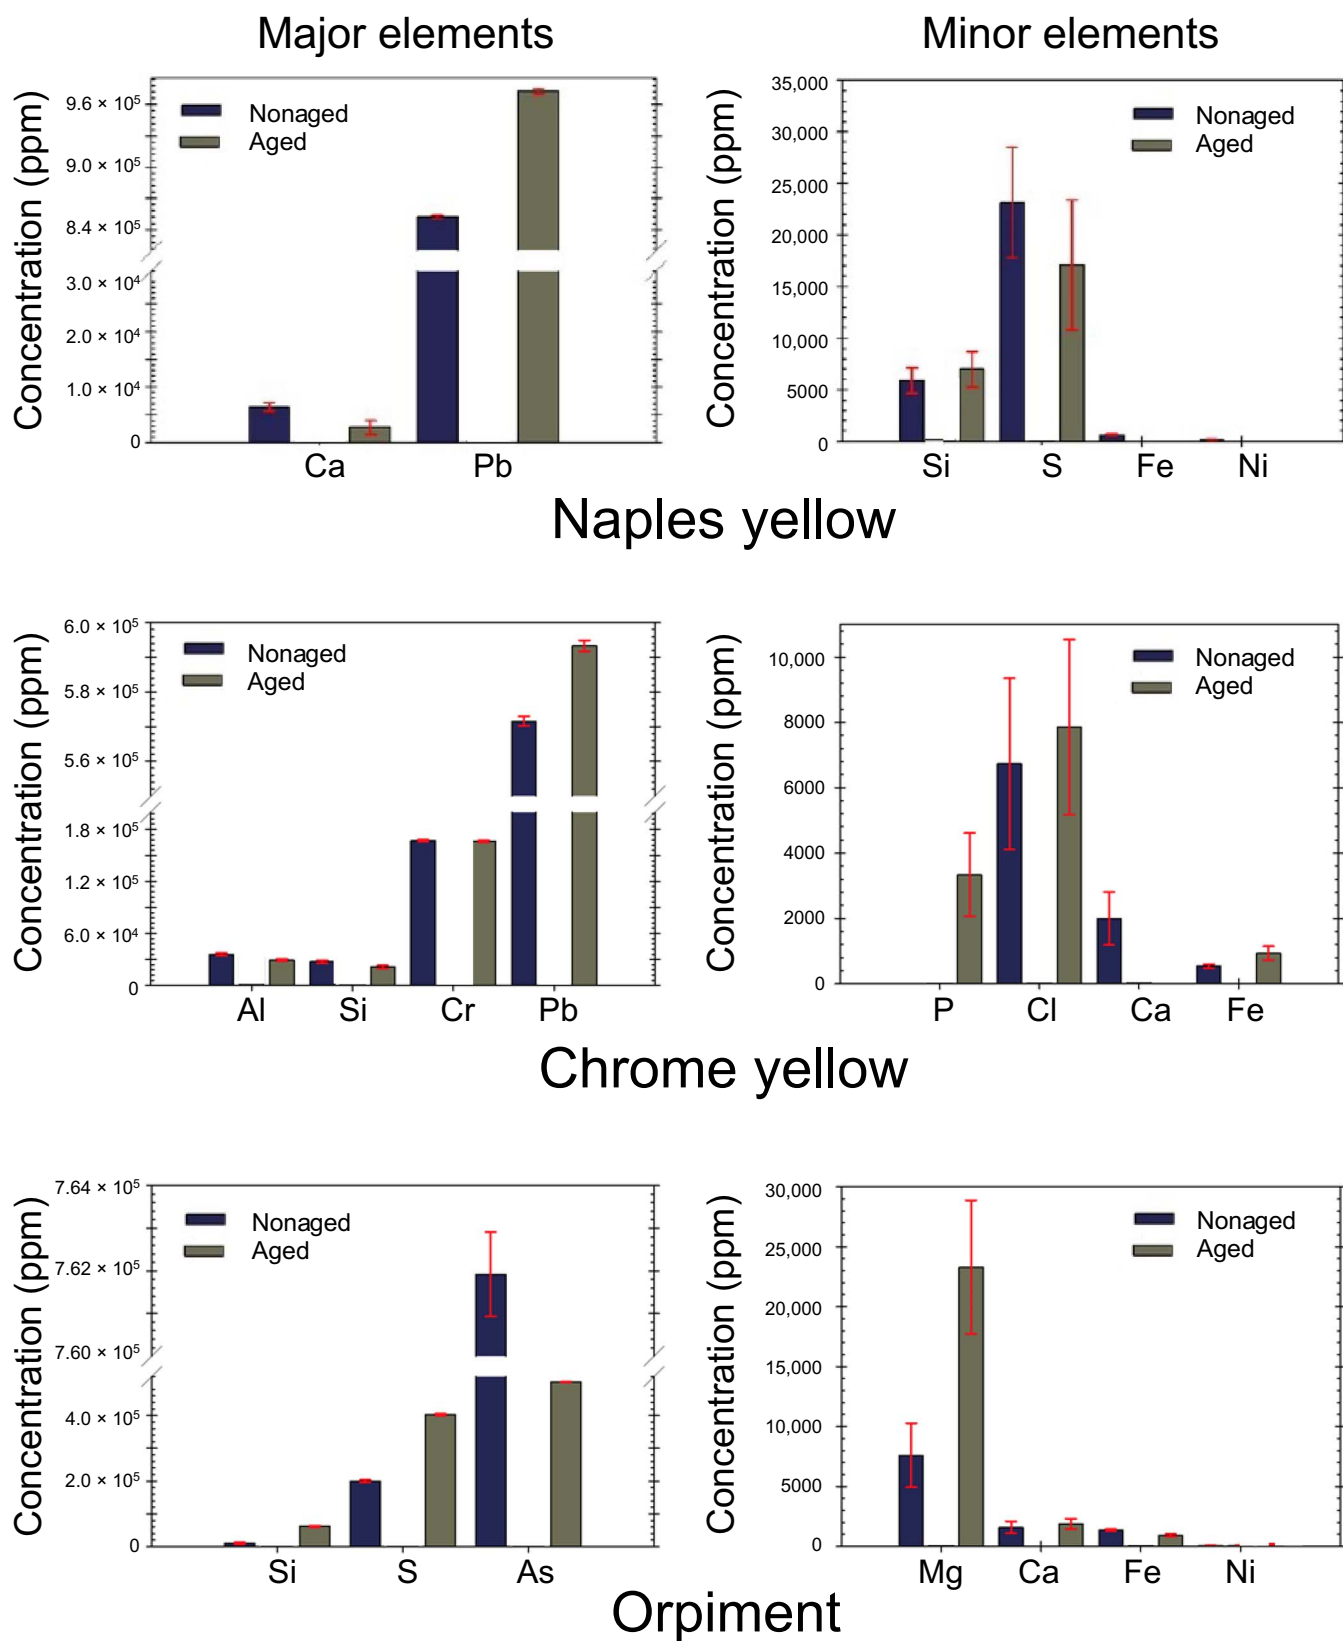 Major elements
Minor elements
Concentration (ppm)
9.6 × 10⁵
9.0 × 10⁵
8.4 × 10⁵
3.0 × 10⁴
2.0 × 10⁴
1.0 × 10⁴
0
Nonaged
Aged
Ca Pb
Concentration (ppm)
35,000
30,000
25,000
20,000
15,000
10,000
5000
0
Nonaged
Aged
Si S Fe Ni
Naples yellow
Concentration (ppm)
6.0 × 10⁵
5.8 × 10⁵
5.6 × 10⁵
1.8 × 10⁵
1.2 × 10⁵
6.0 × 10⁴
0
Nonaged
Aged
Al Si Cr Pb
Concentration (ppm)
10,000
8000
6000
4000
2000
0
Nonaged
Aged
P Cl Ca Fe
Chrome yellow
Concentration (ppm)
7.64 × 10⁵
7.62 × 10⁵
7.60 × 10⁵
4.0 × 10⁵
2.0 × 10⁵
0
Nonaged
Aged
Si S As
Concentration (ppm)
30,000
25,000
20,000
15,000
10,000
5000
0
Nonaged
Aged
Mg Ca Fe Ni
Orpiment